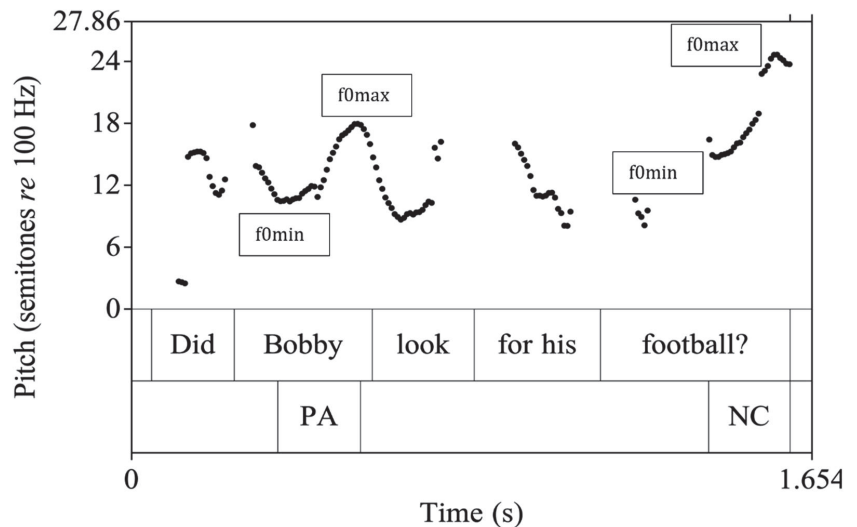 27.86
24
18
12
6
0
Pitch (semitones re 100 Hz)
f0max
f0min
f0max
f0min
Did Bobby look for his football?
PA NC
0 1.654
Time (s)